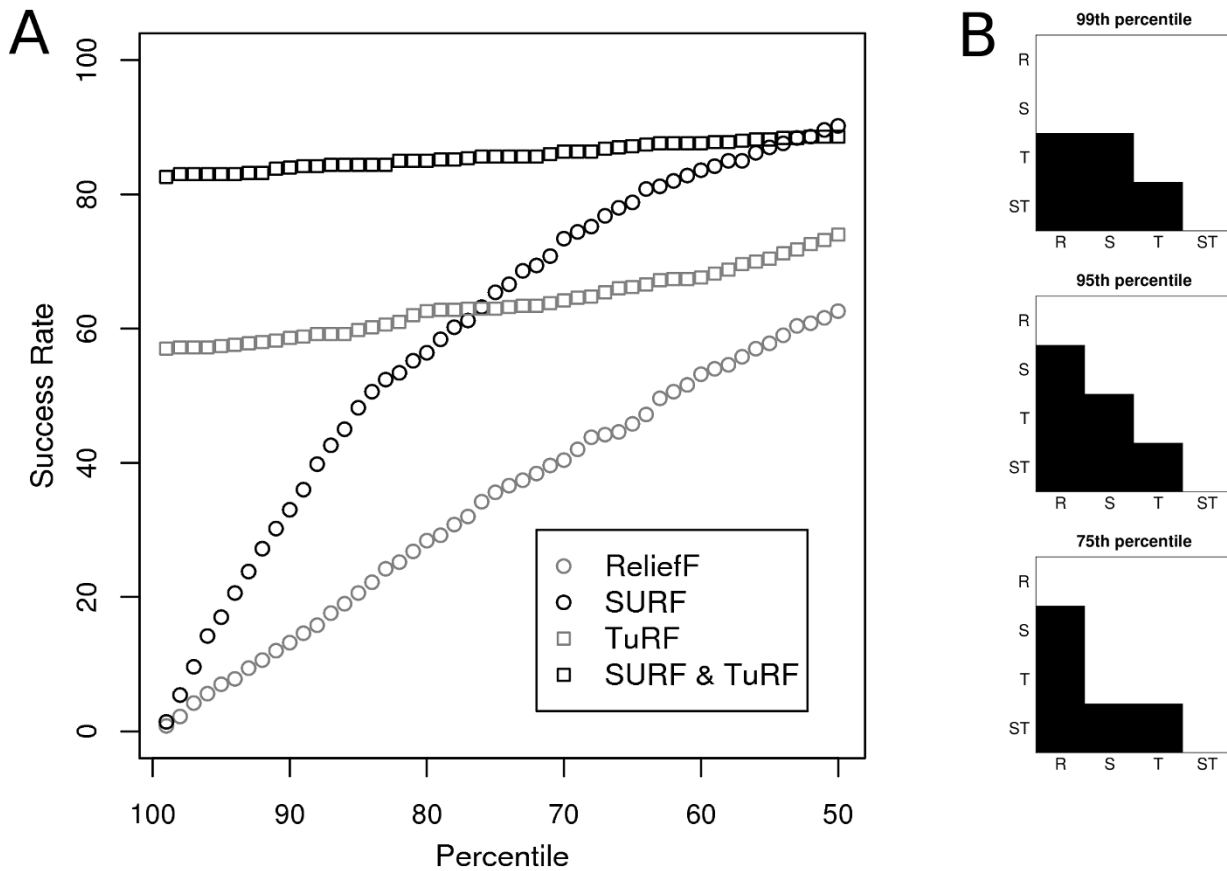 A
Success Rate
100
80
60
40
20
0
ReliefF
SURF
TuRF
SURF & TuRF
100 90 80 70 60 50
Percentile
B
99th percentile
R
S
T
ST
R S T ST
95th percentile
R
S
T
ST
R S T ST
75th percentile
R
S
T
ST
R S T ST